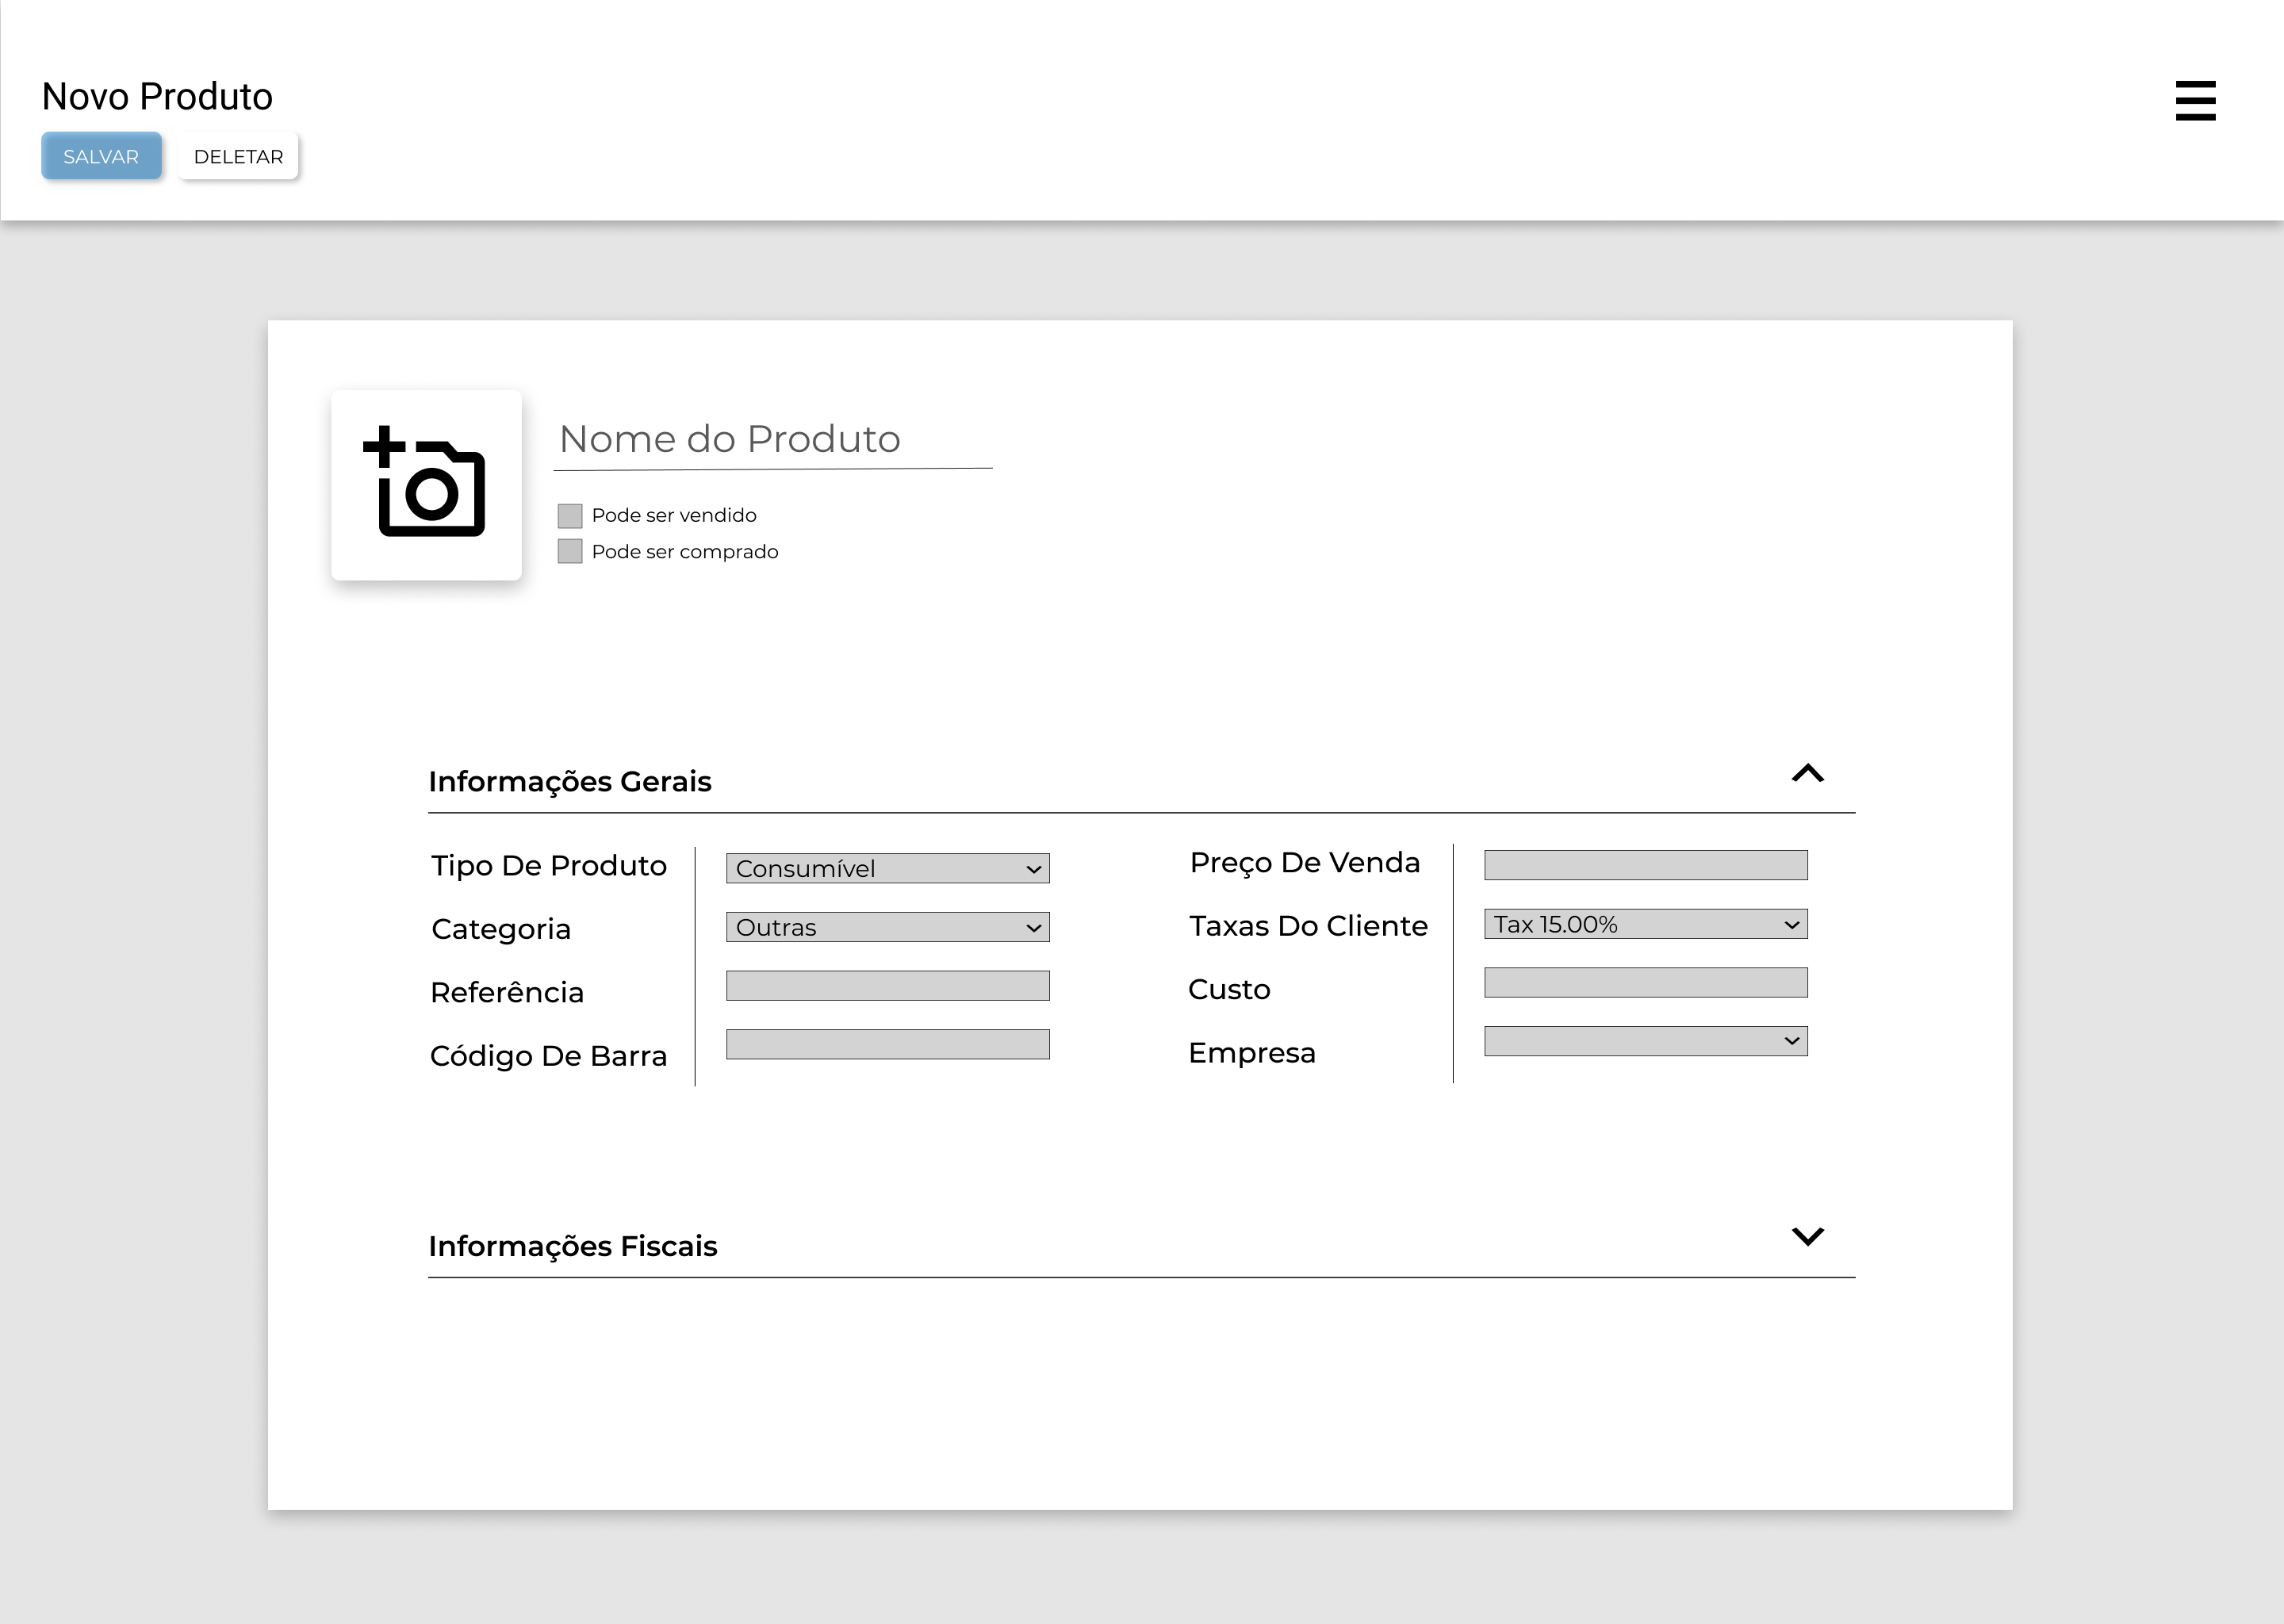 Novo Produto
SALVAR
DELETAR
Nome do Produto
Pode ser vendido
Pode ser comprado
Informações Gerais
Tipo De Produto
Consumível
Categoria
Outras
Referência
Código De Barra
Preço De Venda
Taxas Do Cliente
Tax 15.00%
Custo
Empresa
Informações Fiscais